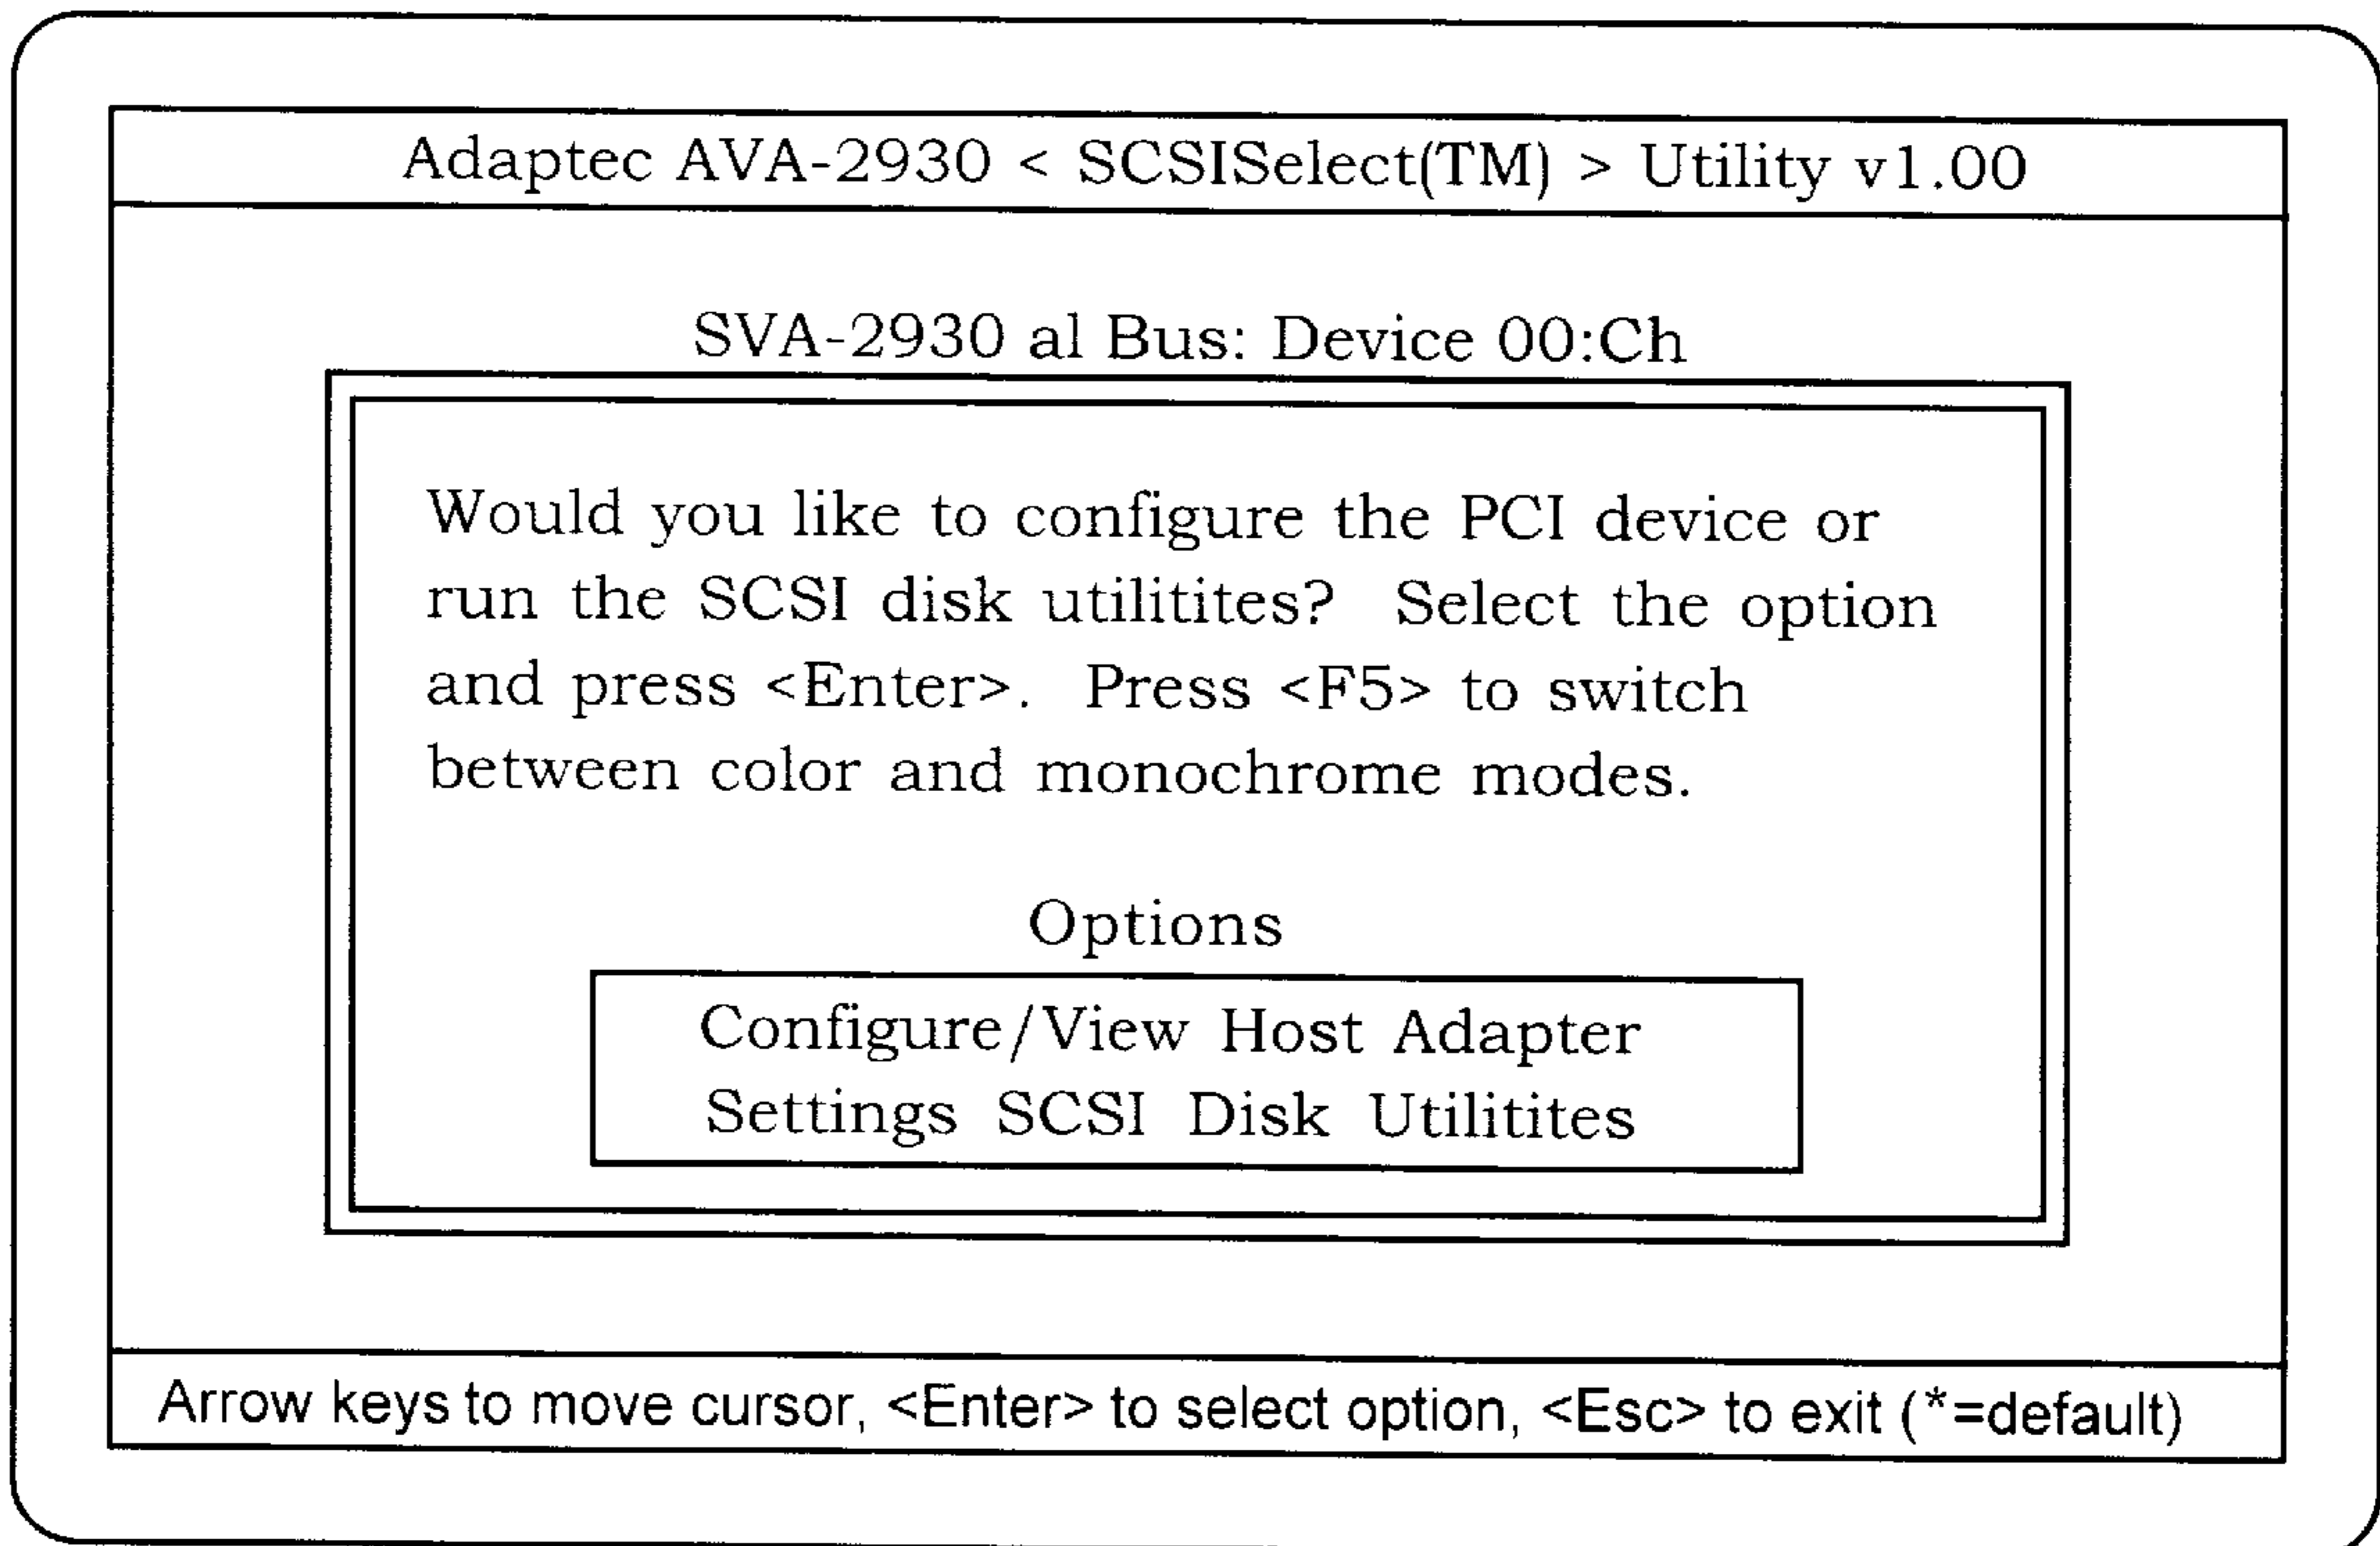 Adaptec AVA-2930 < SCSISelect(TM) > Utility v1.00
SVA-2930 al Bus: Device 00:Ch
Would you like to configure the PCI device or
run the SCSI disk utilitites? Select the option
and press <Enter>. Press <F5> to switch
between color and monochrome modes.
Options
Configure/View Host Adapter
Settings SCSI Disk Utilitites
Arrow keys to move cursor, <Enter> to select option, <Esc> to exit (*=default)